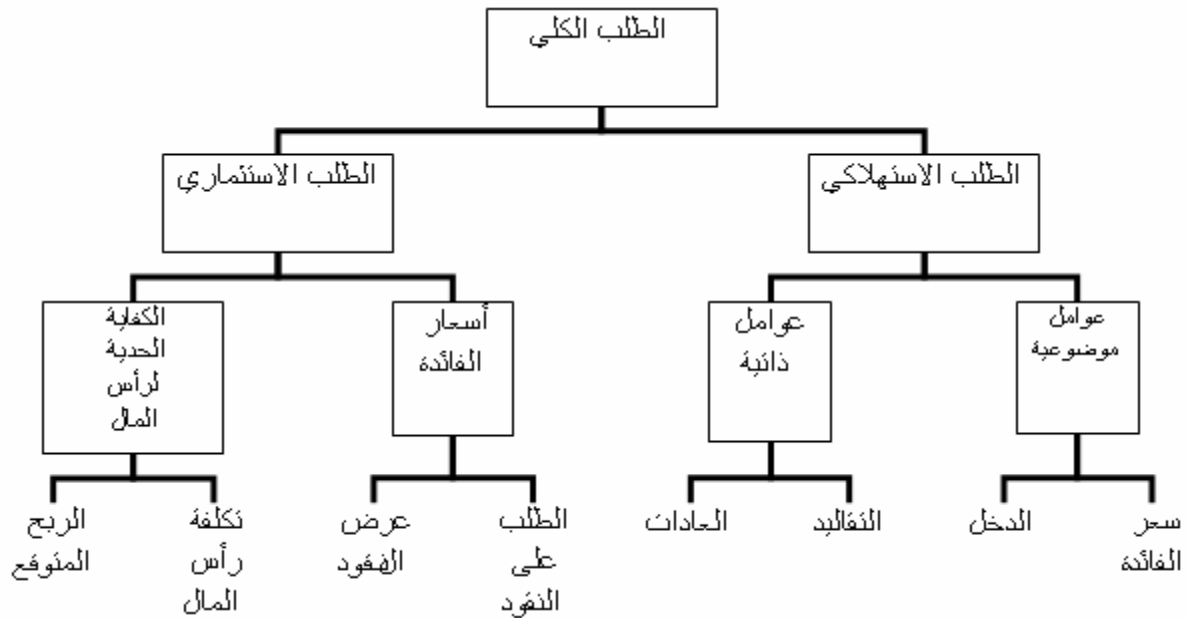 الطلب الكلي
الطلب الاستهلاكي
الطلب الاستثماري
عوامل
موضوعية
عوامل
ذاتية
أسعار
الفائدة
الكفاية
الحدية
لرأس
المال
سعر
الفائدة
الدخل
التقاليد
العادات
الطلب
على
النقود
عرض
النقود
تكلفة
رأس
المال
الربح
المتوقع